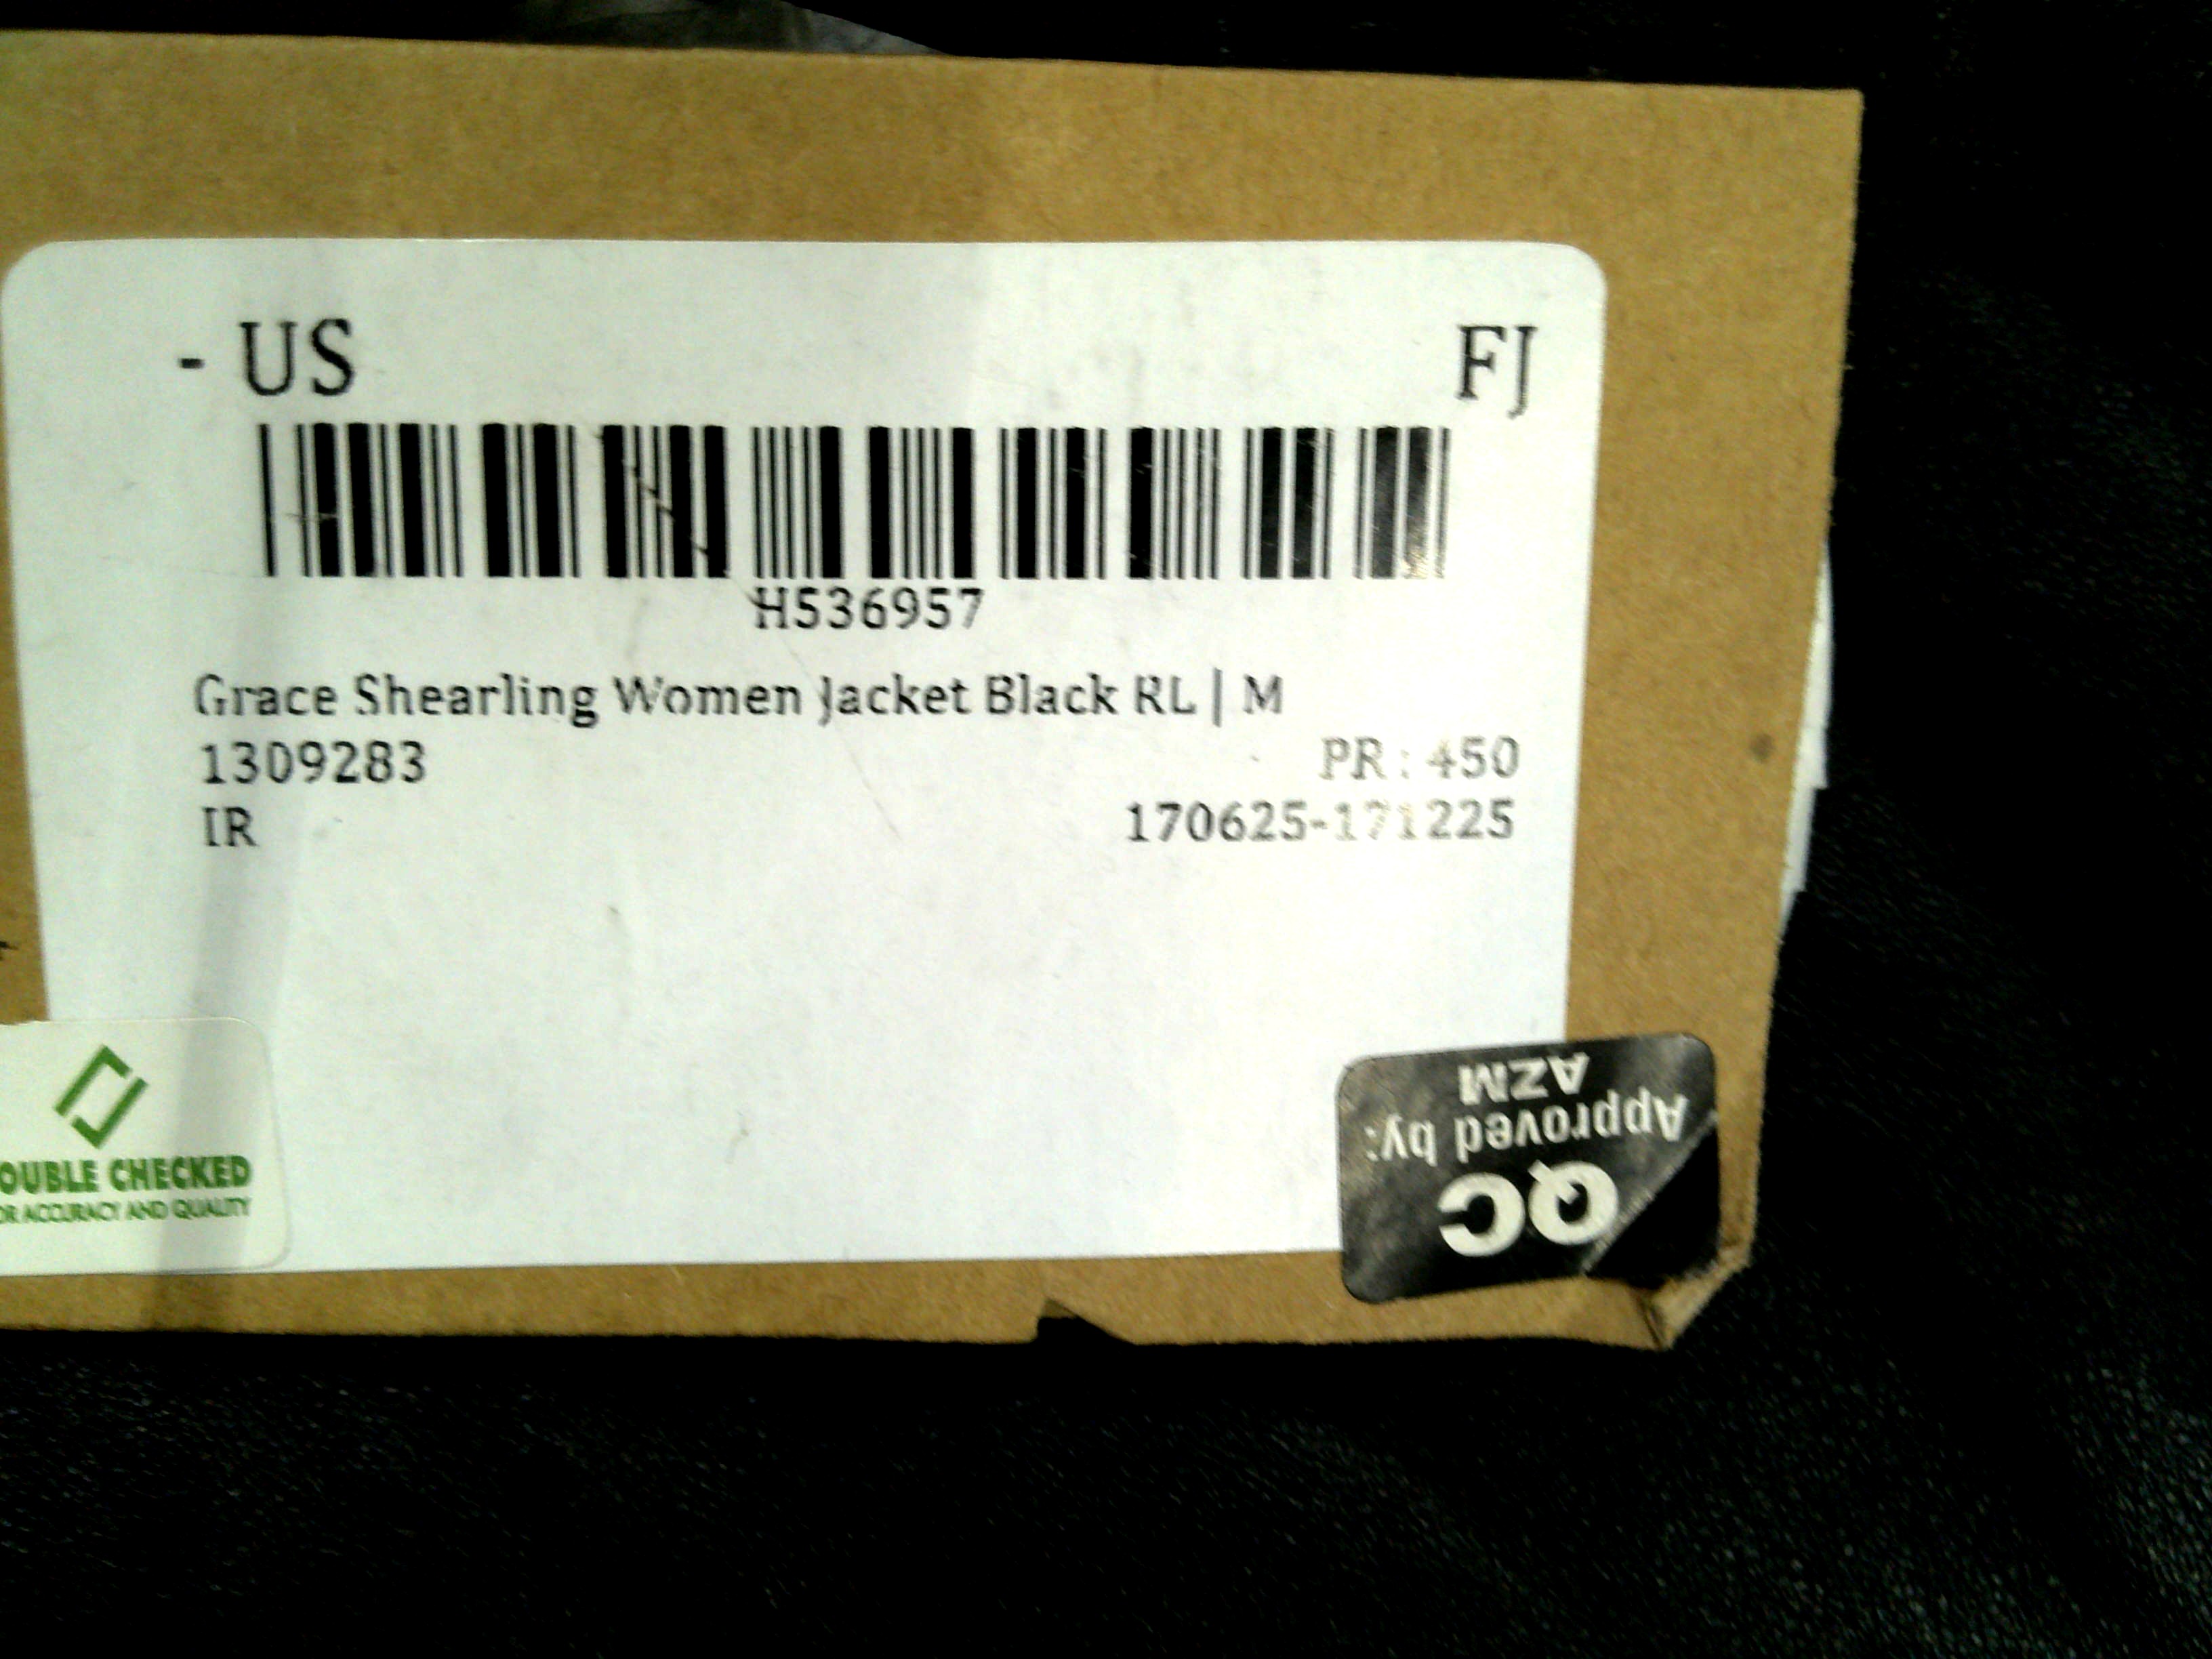 - US FJ
H536957
Grace Shearling Women Jacket Black RL | M
1309283 PR : 450
IR 170625-171225
OUBLE CHECKED
OR ACCURACY AND QUALITY
QC
Approved by:
AZM